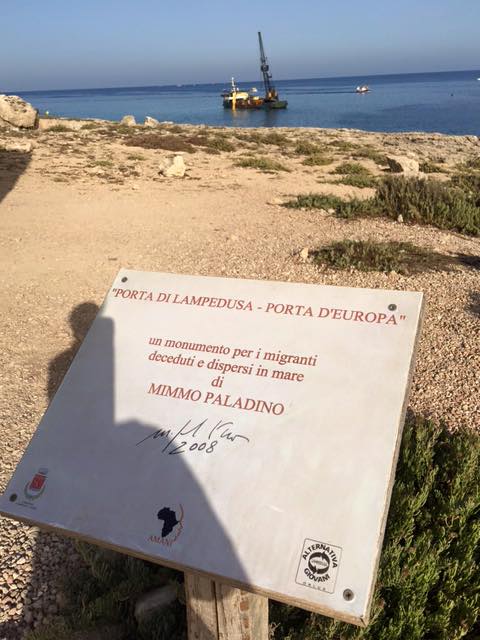 "PORTA DI LAMPEDUSA - PORTA D'EUROPA"
un monumento per i migranti
deceduti e dispersi in mare
di
MIMMO PALADINO
2008
AMANI
ALTERNATIVA
GIOVANI
ONLUS